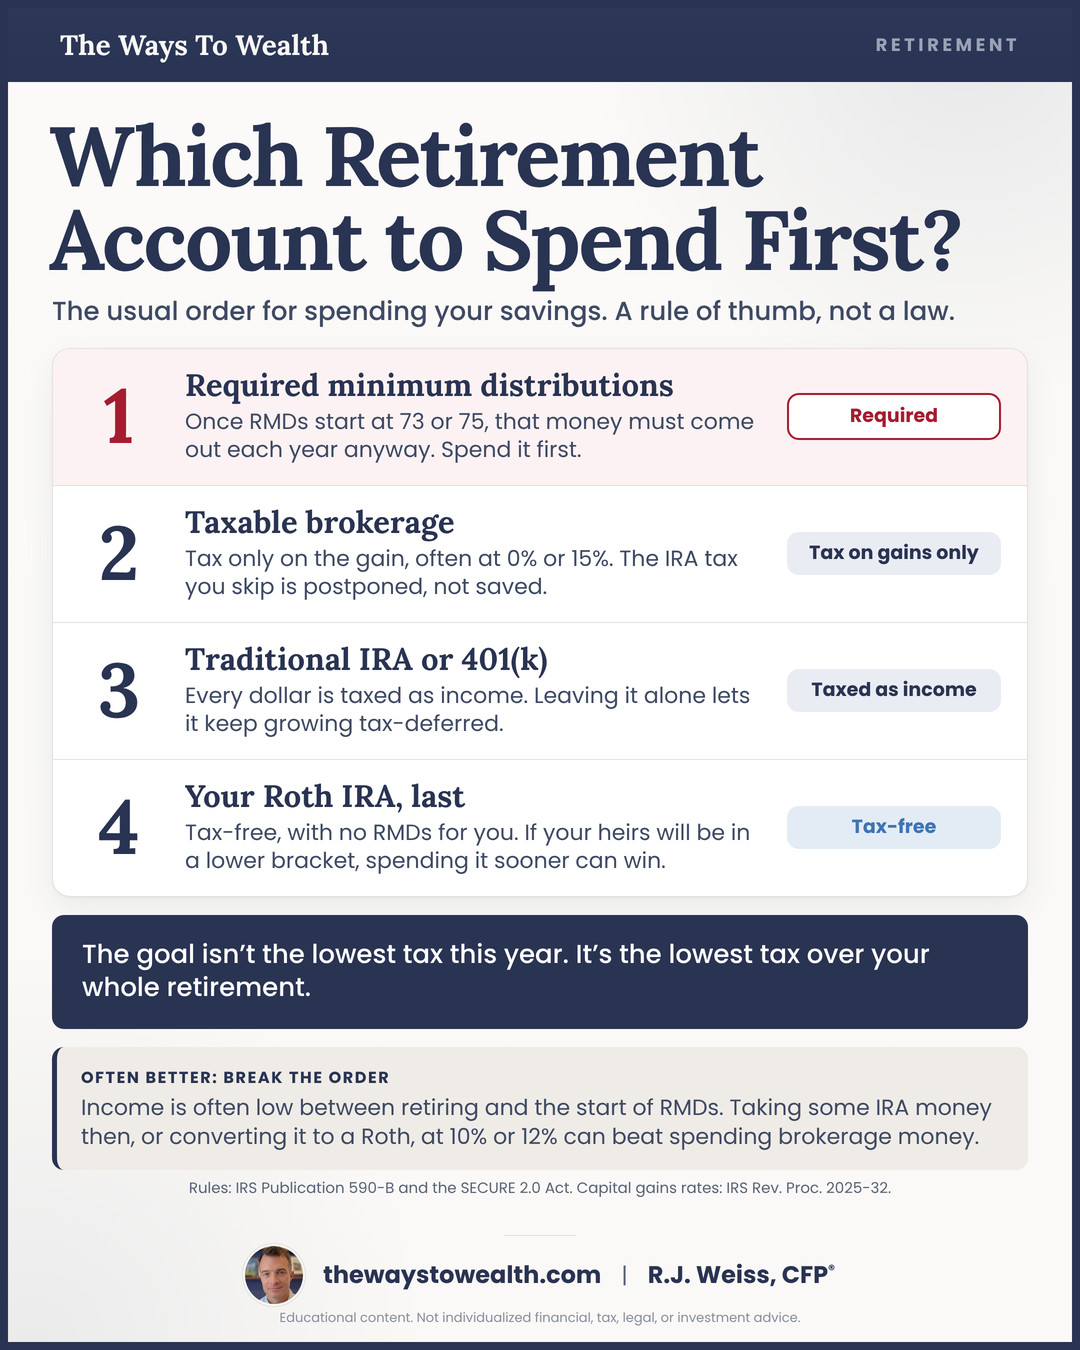 The Ways To Wealth
RETIREMENT
Which Retirement
Account to Spend First?
The usual order for spending your savings. A rule of thumb, not a law.
1
Required minimum distributions
Once RMDs start at 73 or 75, that money must come
out each year anyway. Spend it first.
Required
2
Taxable brokerage
Tax only on the gain, often at 0% or 15%. The IRA tax
you skip is postponed, not saved.
Tax on gains only
3
Traditional IRA or 401(k)
Every dollar is taxed as income. Leaving it alone lets
it keep growing tax-deferred.
Taxed as income
4
Your Roth IRA, last
Tax-free, with no RMDs for you. If your heirs will be in
a lower bracket, spending it sooner can win.
Tax-free
The goal isn’t the lowest tax this year. It’s the lowest tax over your
whole retirement.
OFTEN BETTER: BREAK THE ORDER
Income is often low between retiring and the start of RMDs. Taking some IRA money
then, or converting it to a Roth, at 10% or 12% can beat spending brokerage money.
Rules: IRS Publication 590-B and the SECURE 2.0 Act. Capital gains rates: IRS Rev. Proc. 2025-32.
thewaystowealth.com | R.J. Weiss, CFP®
Educational content. Not individualized financial, tax, legal, or investment advice.